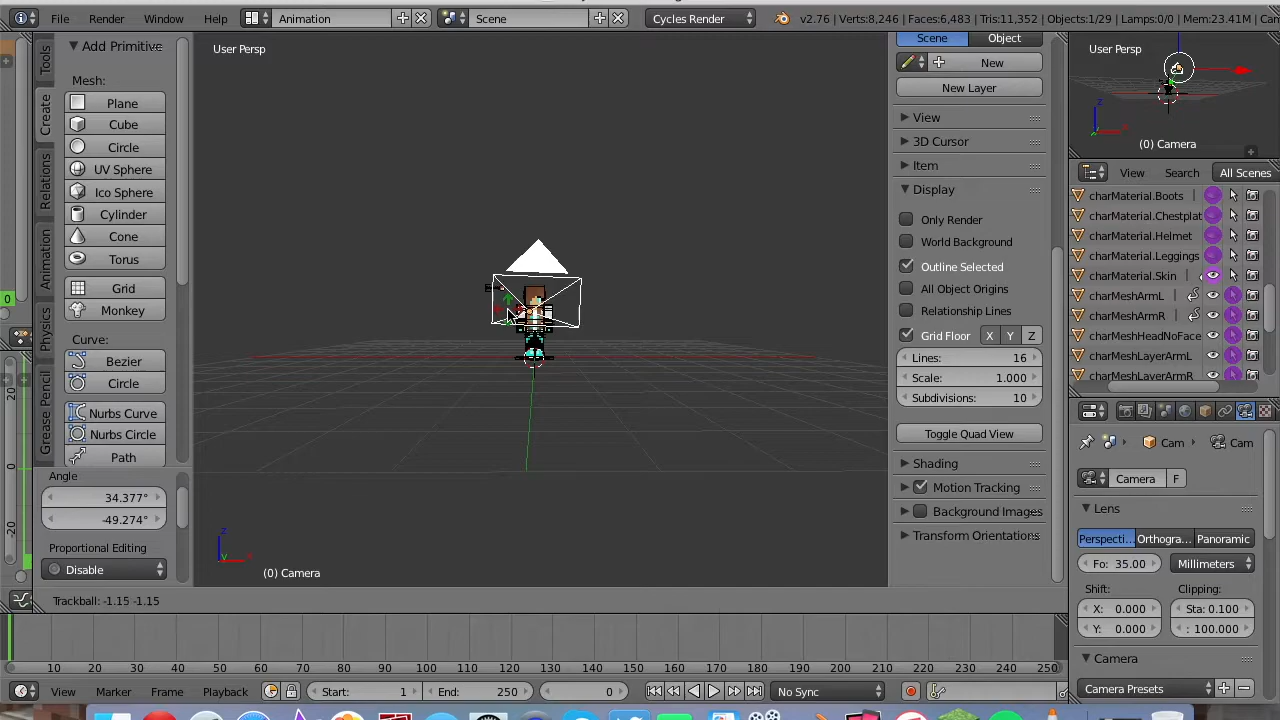 File Render Window Help Animation Scene Cycles Render v2.76 | Verts:8,246 | Faces:6,483 | Tris:11,352 | Objects:1/29 | Lamps:0/0 | Mem:23.41M |
Tools
Create
Relations
Animation
Physics
Grease Pencil
Add Primitive
Mesh:
Plane
Cube
Circle
UV Sphere
Ico Sphere
Cylinder
Cone
Torus
Grid
Monkey
Curve:
Bezier
Circle
Nurbs Curve
Nurbs Circle
Path
Angle
34.377°
-49.274°
Proportional Editing
Disable
0
20
0
-20
User Persp
z
x
y
(0) Camera
Trackball: -1.15 -1.15
Scene Object
New
New Layer
View
3D Cursor
Item
Display
Only Render
World Background
Outline Selected
All Object Origins
Relationship Lines
Grid Floor X Y Z
Lines: 16
Scale: 1.000
Subdivisions: 10
Toggle Quad View
Shading
Motion Tracking
Background Images
Transform Orientations
User Persp
z
x
(0) Camera
View Search All Scenes
charMaterial.Boots
charMaterial.Chestplat
charMaterial.Helmet
charMaterial.Leggings
charMaterial.Skin
charMeshArmL
charMeshArmR
charMeshHeadNoFace
charMeshLayerArmL
charMeshLayerArmR
Cam Cam
Camera F
Lens
Perspecti... Orthogra... Panoramic
Fo: 35.00 Millimeters
Shift: Clipping:
X: 0.000 Sta: 0.100
Y: 0.000 : 100.000
Camera
Camera Presets
10 20 30 40 50 60 70 80 90 100 110 120 130 140 150 160 170 180 190 200 210 220 230 240 250
View Marker Frame Playback Start: 1 End: 250 0 No Sync